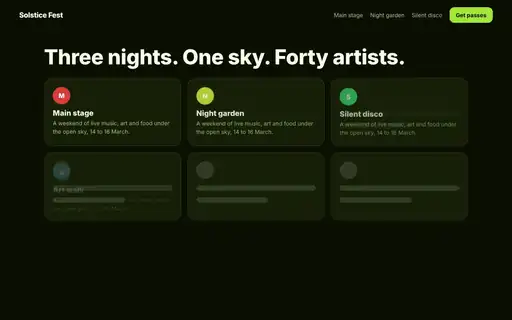 Solstice Fest
Main stage
Night garden
Silent disco
Get passes
Three nights. One sky. Forty artists.
M
Main stage
A weekend of live music, art and food under
the open sky, 14 to 16 March.
N
Night garden
A weekend of live music, art and food under
the open sky, 14 to 16 March.
S
Silent disco
A weekend of live music, art and food under
the open sky, 14 to 16 March.
Art walk